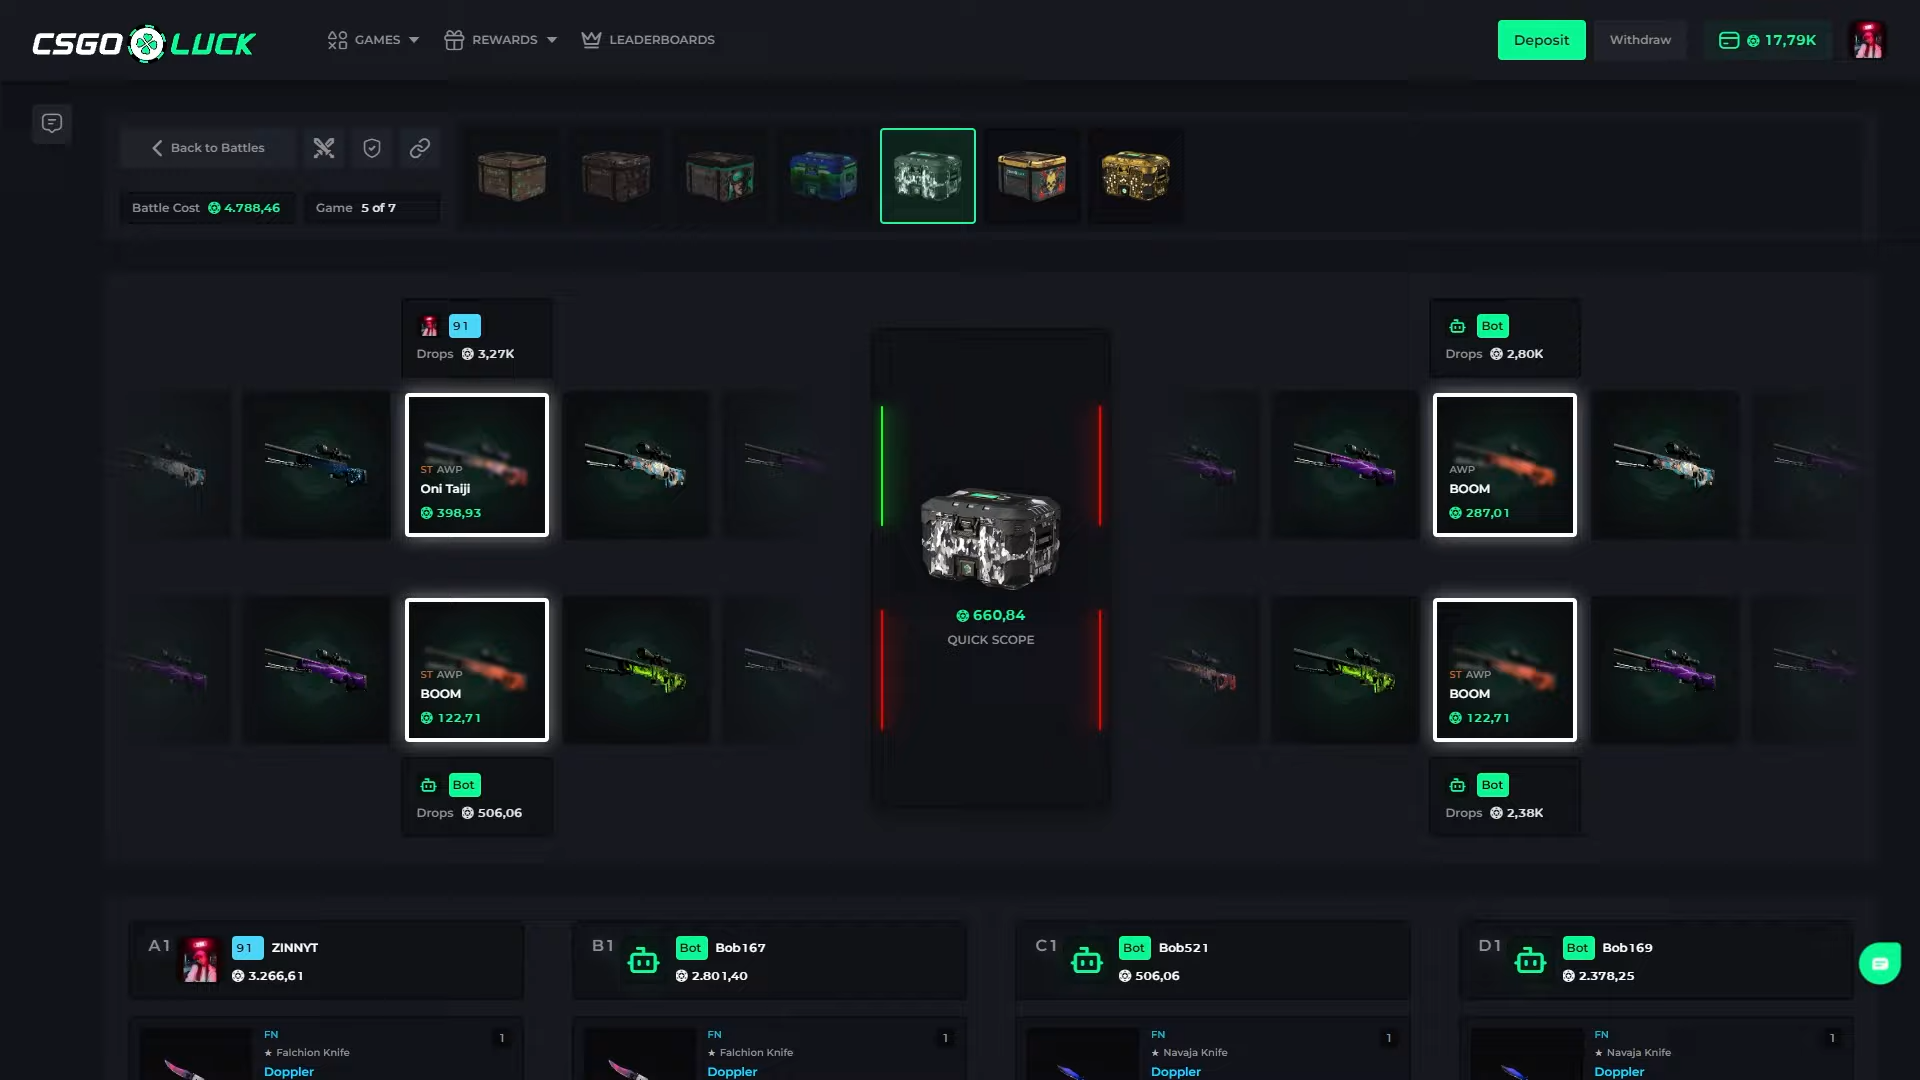 CSGO LUCK
GAMES
REWARDS
LEADERBOARDS
Deposit
Withdraw
17,79K
Back to Battles
Battle Cost 4.788,46
Game 5 of 7
91
Drops 3,27K
Bot
Drops 2,80K
ST AWP
Oni Taiji
398,93
AWP
BOOM
287,01
660,84
QUICK SCOPE
ST AWP
BOOM
122,71
ST AWP
BOOM
122,71
Bot
Drops 506,06
Bot
Drops 2,38K
A1
91 ZINNYT
3.266,61
B1
Bot Bob167
2.801,40
C1
Bot Bob521
506,06
D1
Bot Bob169
2.378,25
FN
1
★ Falchion Knife
Doppler
FN
1
★ Falchion Knife
Doppler
FN
1
★ Navaja Knife
Doppler
FN
1
★ Navaja Knife
Doppler